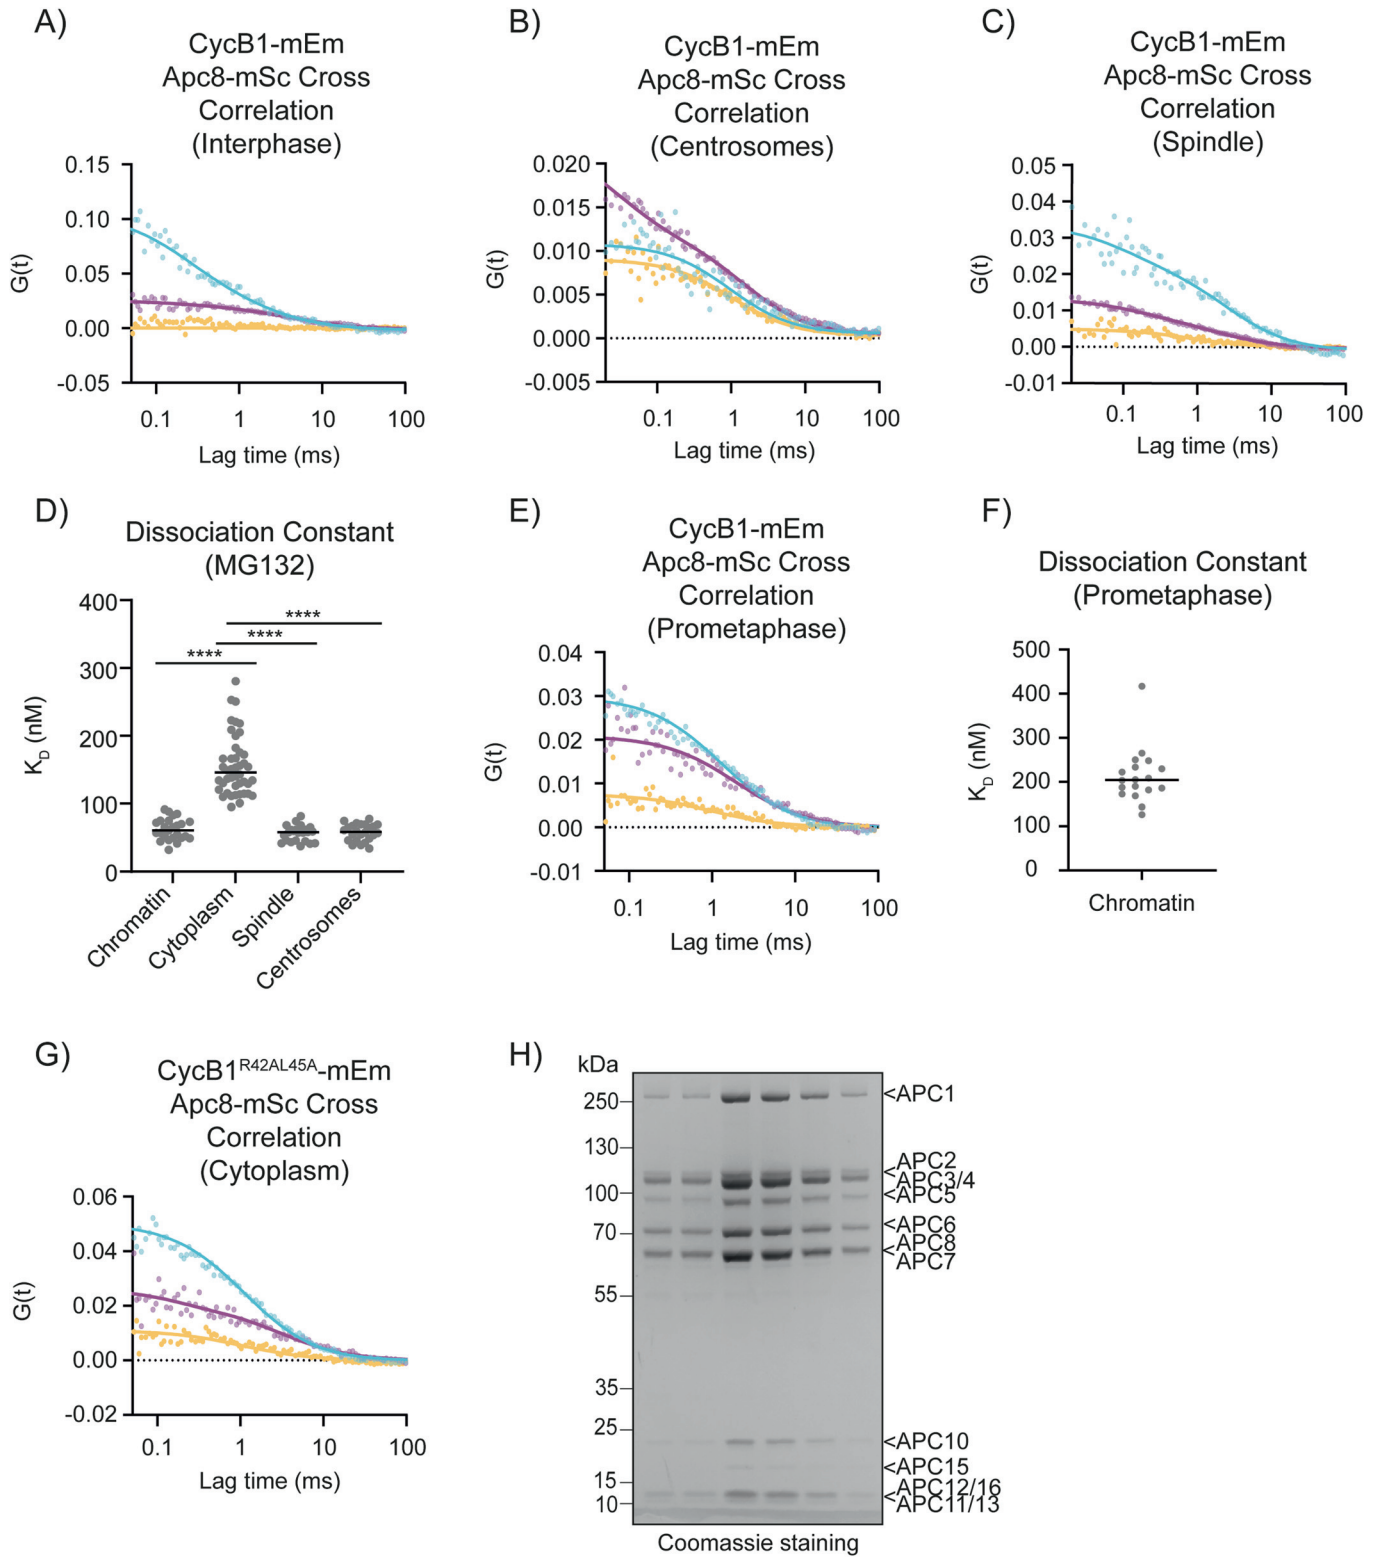 A)
CycB1-mEm
Apc8-mSc Cross
Correlation
(Interphase)
G(t)
0.15
0.10
0.05
0.00
-0.05
0.1 1 10 100
Lag time (ms)
B)
CycB1-mEm
Apc8-mSc Cross
Correlation
(Centrosomes)
G(t)
0.020
0.015
0.010
0.005
0.000
-0.005
0.1 1 10 100
Lag time (ms)
C)
CycB1-mEm
Apc8-mSc Cross
Correlation
(Spindle)
G(t)
0.05
0.04
0.03
0.02
0.01
0.00
-0.01
0.1 1 10 100
Lag time (ms)
D)
Dissociation Constant
(MG132)
K_D (nM)
400
300
200
100
0
****
****
****
Chromatin
Cytoplasm
Spindle
Centrosomes
E)
CycB1-mEm
Apc8-mSc Cross
Correlation
(Prometaphase)
G(t)
0.04
0.03
0.02
0.01
0.00
-0.01
0.1 1 10 100
Lag time (ms)
F)
Dissociation Constant
(Prometaphase)
K_D (nM)
500
400
300
200
100
0
Chromatin
G)
CycB1^R42AL45A-mEm
Apc8-mSc Cross
Correlation
(Cytoplasm)
G(t)
0.06
0.04
0.02
0.00
-0.02
0.1 1 10 100
Lag time (ms)
H)
kDa
250
130
100
70
55
35
25
15
10
<APC1
<APC2
APC3/4
<APC5
<APC6
<APC8
APC7
<APC10
<APC15
<APC12/16
APC11/13
Coomassie staining